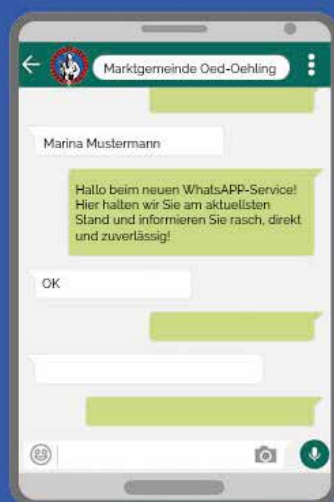 Marktgemeinde Oed-Oehling
Marina Mustermann
Hallo beim neuen WhatsAPP-Service!
Hier halten wir Sie am aktuellsten
Stand und informieren Sie rasch, direkt
und zuverlässig!
OK